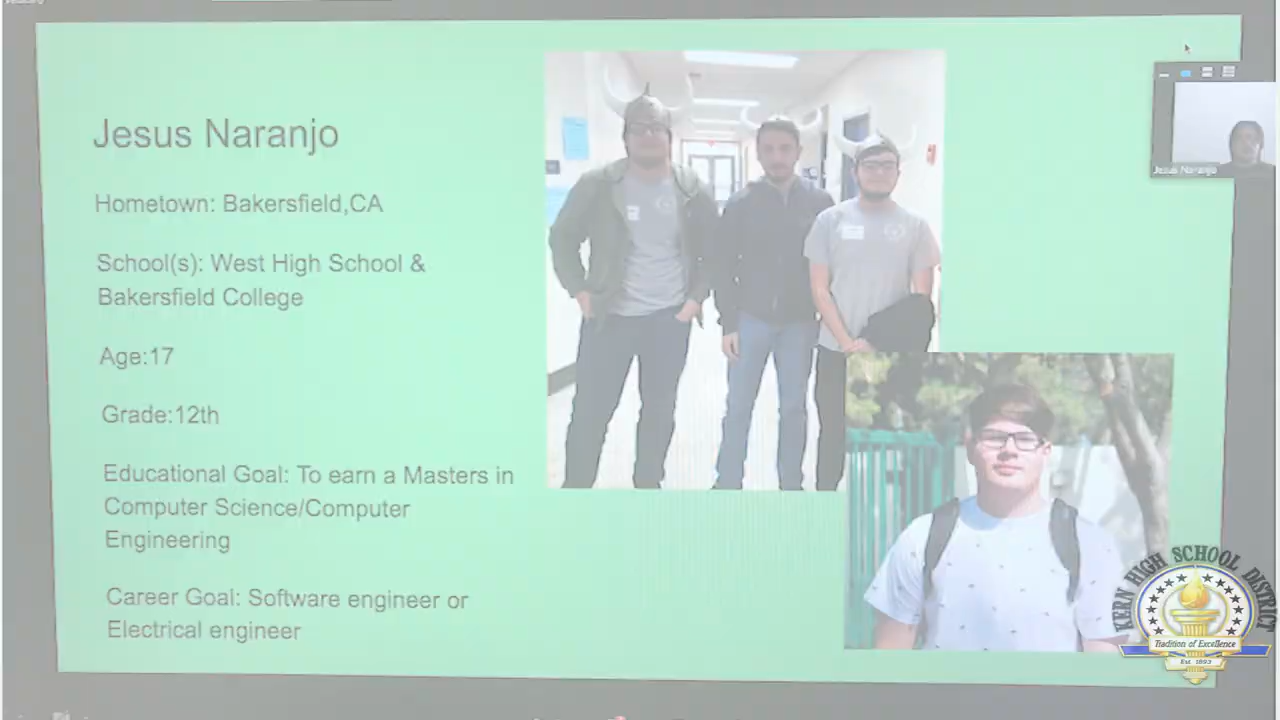 Jesus Naranjo
Hometown: Bakersfield,CA
School(s): West High School &
Bakersfield College
Age:17
Grade:12th
Educational Goal: To earn a Masters in
Computer Science/Computer
Engineering
Career Goal: Software engineer or
Electrical engineer
Jesus Naranjo
KERN HIGH SCHOOL DISTRICT
Tradition of Excellence
Est. 1893